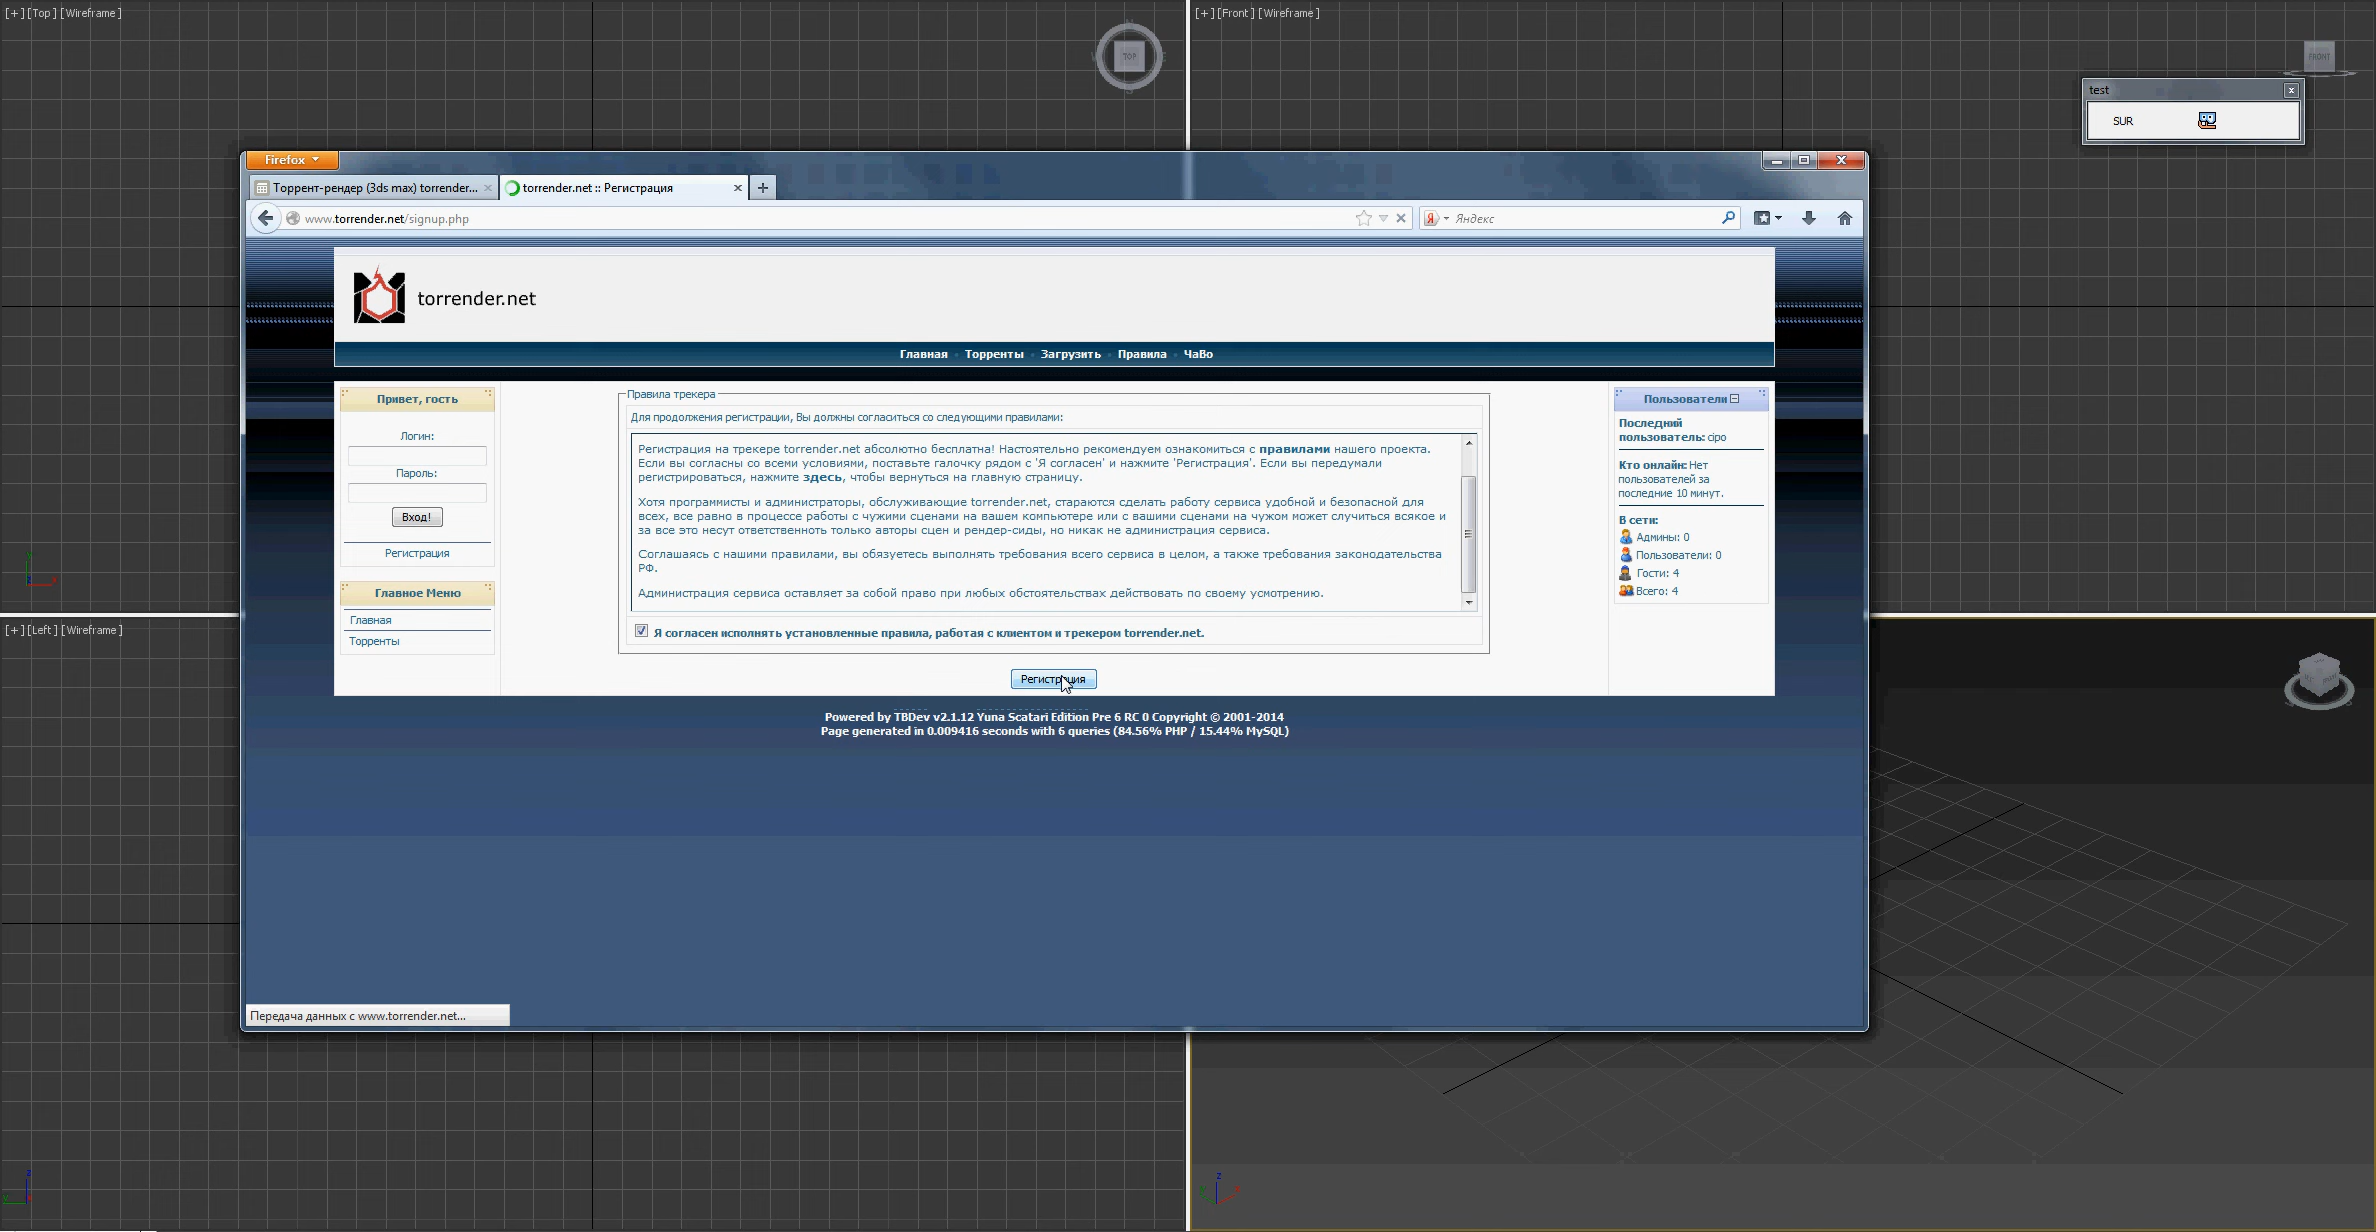 [+] [Top] [Wireframe]
TOP
[+] [Front] [Wireframe]
FRONT
test
SUR
Firefox
Торрент-рендер (3ds max) torrender...
torrender.net :: Регистрация
www.torrender.net/signup.php
Яндекс
torrender.net
Главная
Торренты
Загрузить
Правила
ЧаВо
Привет, гость
Логин:
Пароль:
Вход!
Регистрация
Главное Меню
Главная
Торренты
Правила трекера
Для продолжения регистрации, Вы должны согласиться со следующими правилами:
Регистрация на трекере torrender.net абсолютно бесплатна! Настоятельно рекомендуем ознакомиться с правилами нашего проекта.
Если вы согласны со всеми условиями, поставьте галочку рядом с 'Я согласен' и нажмите 'Регистрация'. Если вы передумали
регистрироваться, нажмите здесь, чтобы вернуться на главную страницу.
Хотя программисты и администраторы, обслуживающие torrender.net, стараются сделать работу сервиса удобной и безопасной для
всех, все равно в процессе работы с чужими сценами на вашем компьютере или с вашими сценами на чужом может случиться всякое и
за все это несут ответственноть только авторы сцен и рендер-сиды, но никак не администрация сервиса.
Соглашаясь с нашими правилами, вы обязуетесь выполнять требования всего сервиса в целом, а также требования законодательства
РФ.
Администрация сервиса оставляет за собой право при любых обстоятельствах действовать по своему усмотрению.
Я согласен исполнять установленные правила, работая с клиентом и трекером torrender.net.
Регистрация
Пользователи
Последний
пользователь: cipo
Кто онлайн: Нет
пользователей за
последние 10 минут.
В сети:
Админы: 0
Пользователи: 0
Гости: 4
Всего: 4
Powered by TBDev v2.1.12 Yuna Scatari Edition Pre 6 RC 0 Copyright © 2001-2014
Page generated in 0.009416 seconds with 6 queries (84.56% PHP / 15.44% MySQL)
Передача данных с www.torrender.net...
[+] [Left] [Wireframe]